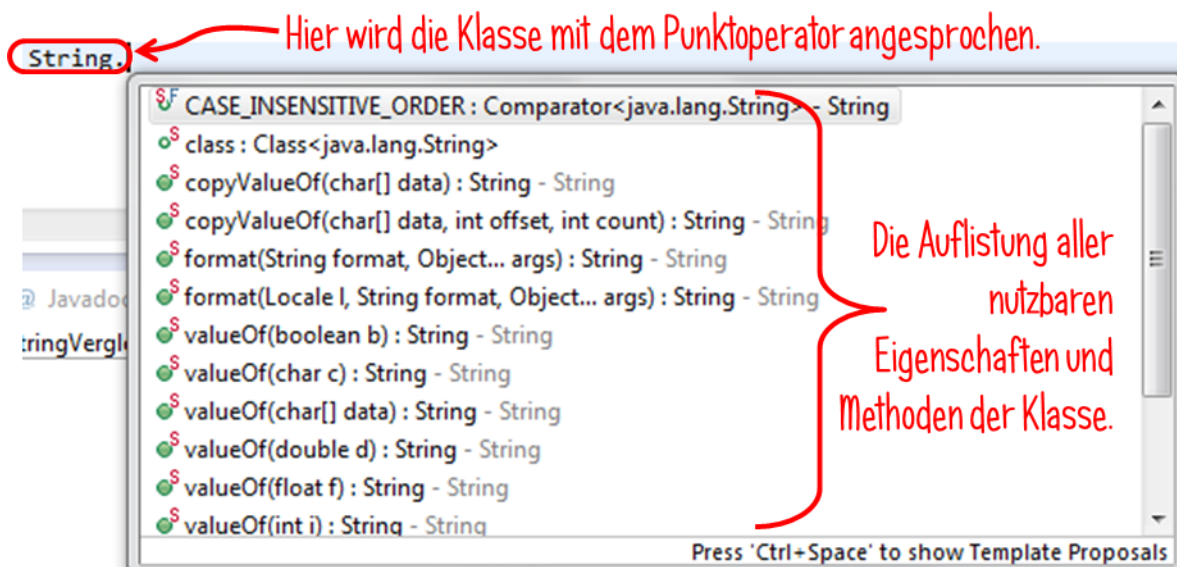 Hier wird die Klasse mit dem Punktoperator angesprochen.
String.
CASE_INSENSITIVE_ORDER : Comparator<java.lang.String> - String
class : Class<java.lang.String>
copyValueOf(char[] data) : String - String
copyValueOf(char[] data, int offset, int count) : String - String
format(String format, Object... args) : String - String
format(Locale l, String format, Object... args) : String - String
valueOf(boolean b) : String - String
valueOf(char c) : String - String
valueOf(char[] data) : String - String
valueOf(double d) : String - String
valueOf(float f) : String - String
valueOf(int i) : String - String
Die Auflistung aller
nutzbaren
Eigenschaften und
Methoden der Klasse.
@ Javadoc
tringVergle
Press 'Ctrl+Space' to show Template Proposals